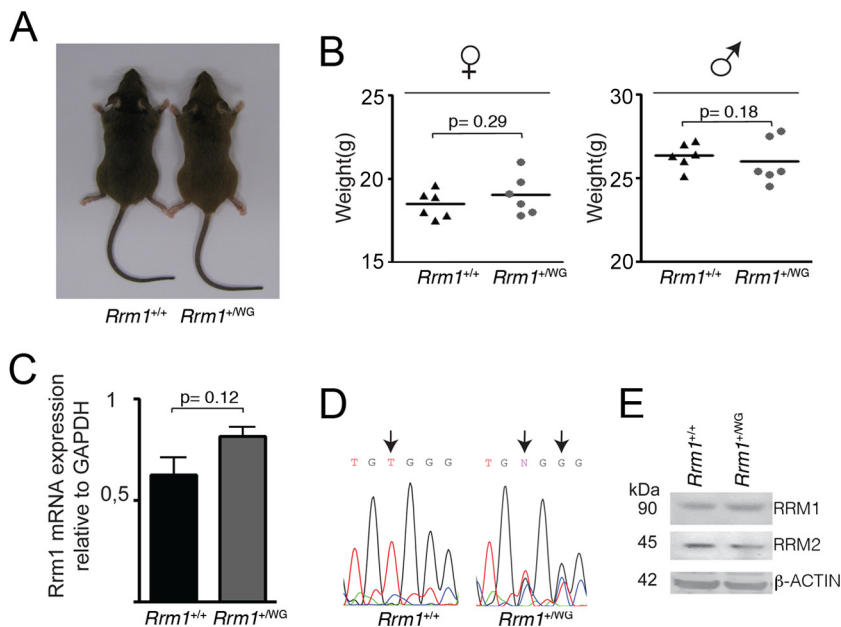 A
Rrm1+/+ Rrm1+/WG
B
♀
♂
25
20
15
Weight(g)
p= 0.29
Rrm1+/+ Rrm1+/WG
30
25
20
Weight(g)
p= 0.18
Rrm1+/+ Rrm1+/WG
C
Rrm1 mRNA expression
relative to GAPDH
1
0,5
p= 0.12
Rrm1+/+ Rrm1+/WG
D
T G T G G G
T G N G G G
Rrm1+/+ Rrm1+/WG
E
Rrm1+/+
Rrm1+/WG
kDa
90 RRM1
45 RRM2
42 β-ACTIN